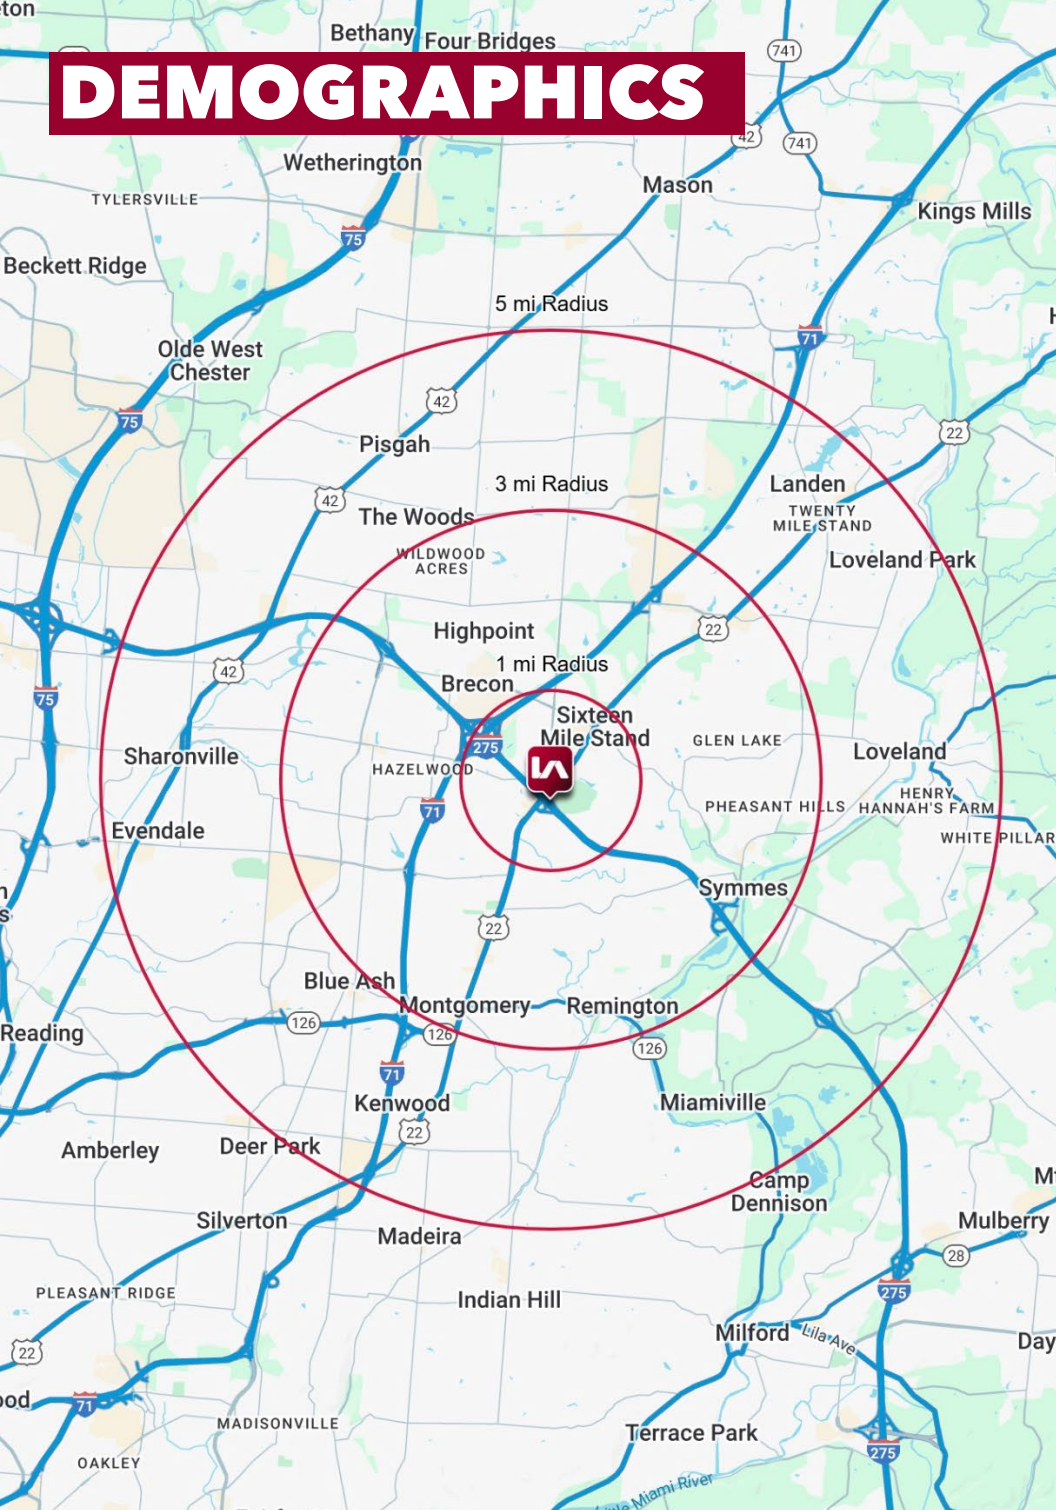 Bethany
Four Bridges
741
DEMOGRAPHICS
42
741
Wetherington
Mason
TYLERSVILLE
Kings Mills
75
Beckett Ridge
5 mi Radius
71
Olde West
Chester
42
75
22
Pisgah
3 mi Radius
Landen
42
The Woods
TWENTY
MILE STAND
WILDWOOD
ACRES
Loveland Park
Highpoint
22
1 mi Radius
42
Brecon
75
Sixteen
Mile Stand
275
GLEN LAKE
Loveland
Sharonville
HAZELWOOD
HENRY
HANNAH'S FARM
PHEASANT HILLS
71
Evendale
WHITE PILLAR
Symmes
22
Blue Ash
Montgomery
Remington
126
126
Reading
126
71
Kenwood
Miamiville
22
Deer Park
Amberley
Camp
Dennison
Silverton
Mulberry
Madeira
28
PLEASANT RIDGE
275
Indian Hill
Milford
Lila Ave
Day
22
71
MADISONVILLE
Terrace Park
275
OAKLEY
Miami River